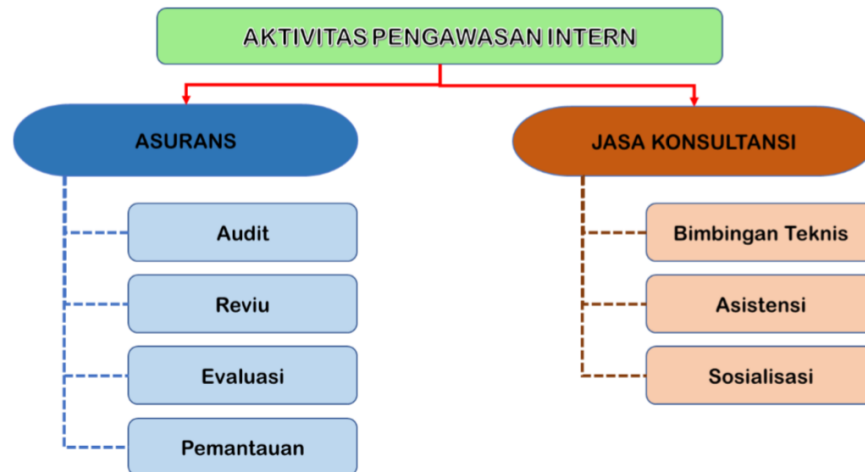 AKTIVITAS PENGAWASAN INTERN
ASURANS
JASA KONSULTANSI
Audit
Bimbingan Teknis
Reviu
Asistensi
Evaluasi
Sosialisasi
Pemantauan